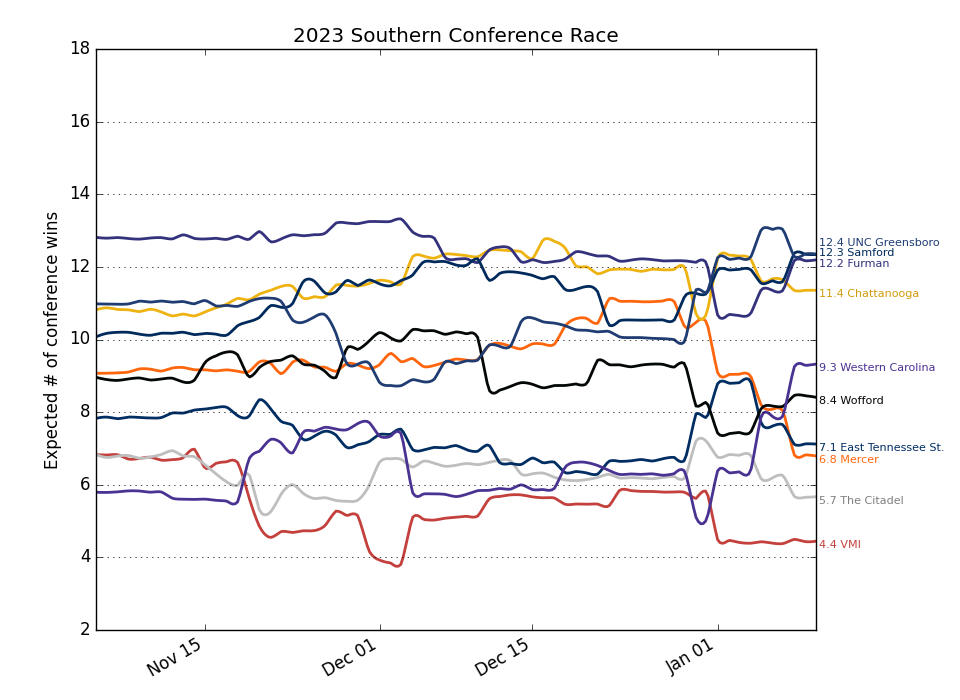 2023 Southern Conference Race
Expected # of conference wins
18
16
14
12
10
8
6
4
2
Nov 15
Dec 01
Dec 15
Jan 01
12.4 UNC Greensboro
12.3 Samford
12.2 Furman
11.4 Chattanooga
9.3 Western Carolina
8.4 Wofford
7.1 East Tennessee St.
6.8 Mercer
5.7 The Citadel
4.4 VMI